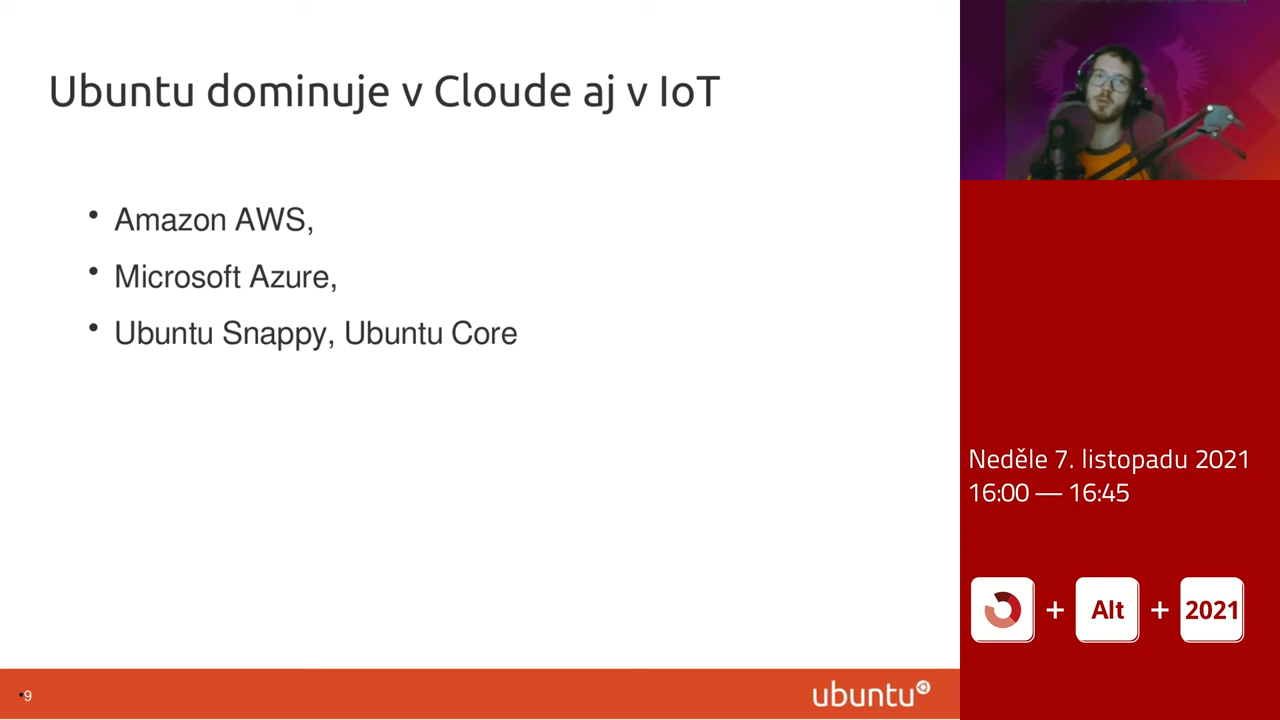 Ubuntu dominuje v Cloude aj v IoT
• Amazon AWS,
• Microsoft Azure,
• Ubuntu Snappy, Ubuntu Core
•9
ubuntu
Neděle 7. listopadu 2021
16:00 — 16:45
+ Alt + 2021